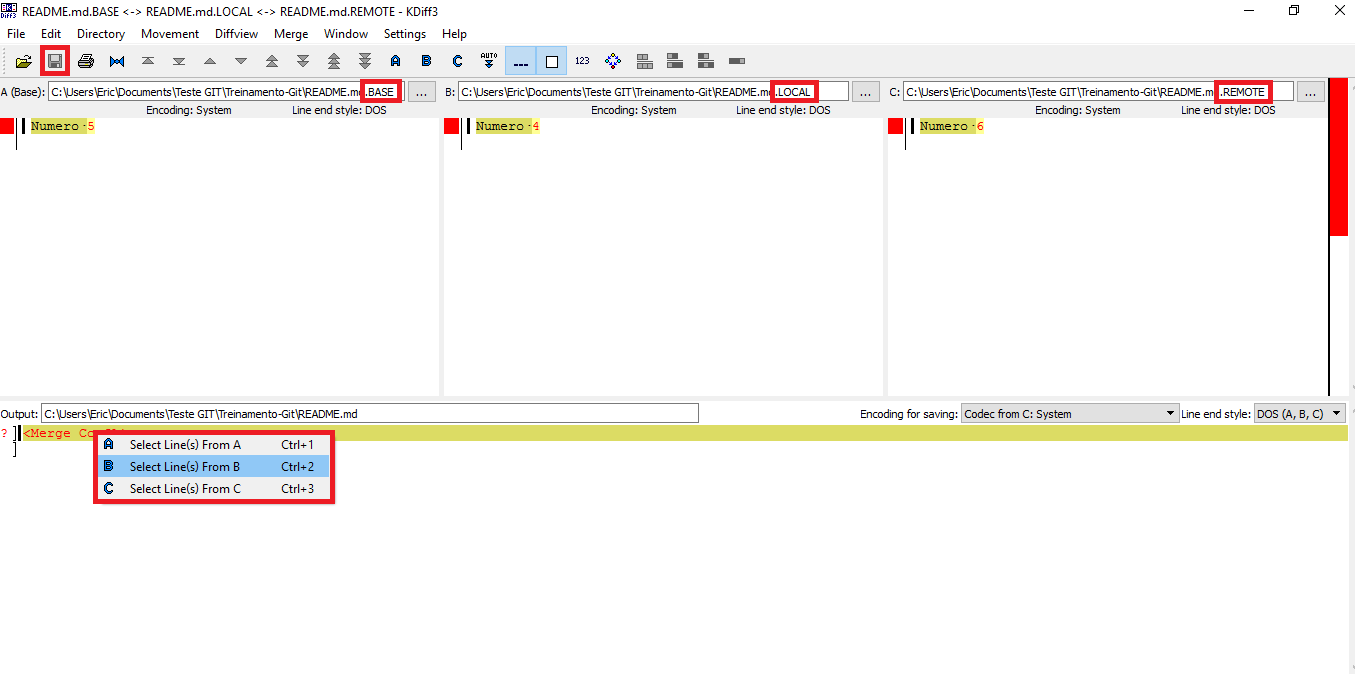 README.md.BASE <-> README.md.LOCAL <-> README.md.REMOTE - KDiff3
File Edit Directory Movement Diffview Merge Window Settings Help
A B C AUTO 123
A (Base): C:\Users\Eric\Documents\Teste GIT\Treinamento-Git\README.md.BASE ... B: C:\Users\Eric\Documents\Teste GIT\Treinamento-Git\README.md.LOCAL ... C: C:\Users\Eric\Documents\Teste GIT\Treinamento-Git\README.md.REMOTE ...
Encoding: System Line end style: DOS Encoding: System Line end style: DOS Encoding: System Line end style: DOS
Numero·5 Numero·4 Numero·6
Output: C:\Users\Eric\Documents\Teste GIT\Treinamento-Git\README.md Encoding for saving: Codec from C: System Line end style: DOS (A, B, C)
? ] <Merge
A Select Line(s) From A Ctrl+1
]
B Select Line(s) From B Ctrl+2
C Select Line(s) From C Ctrl+3